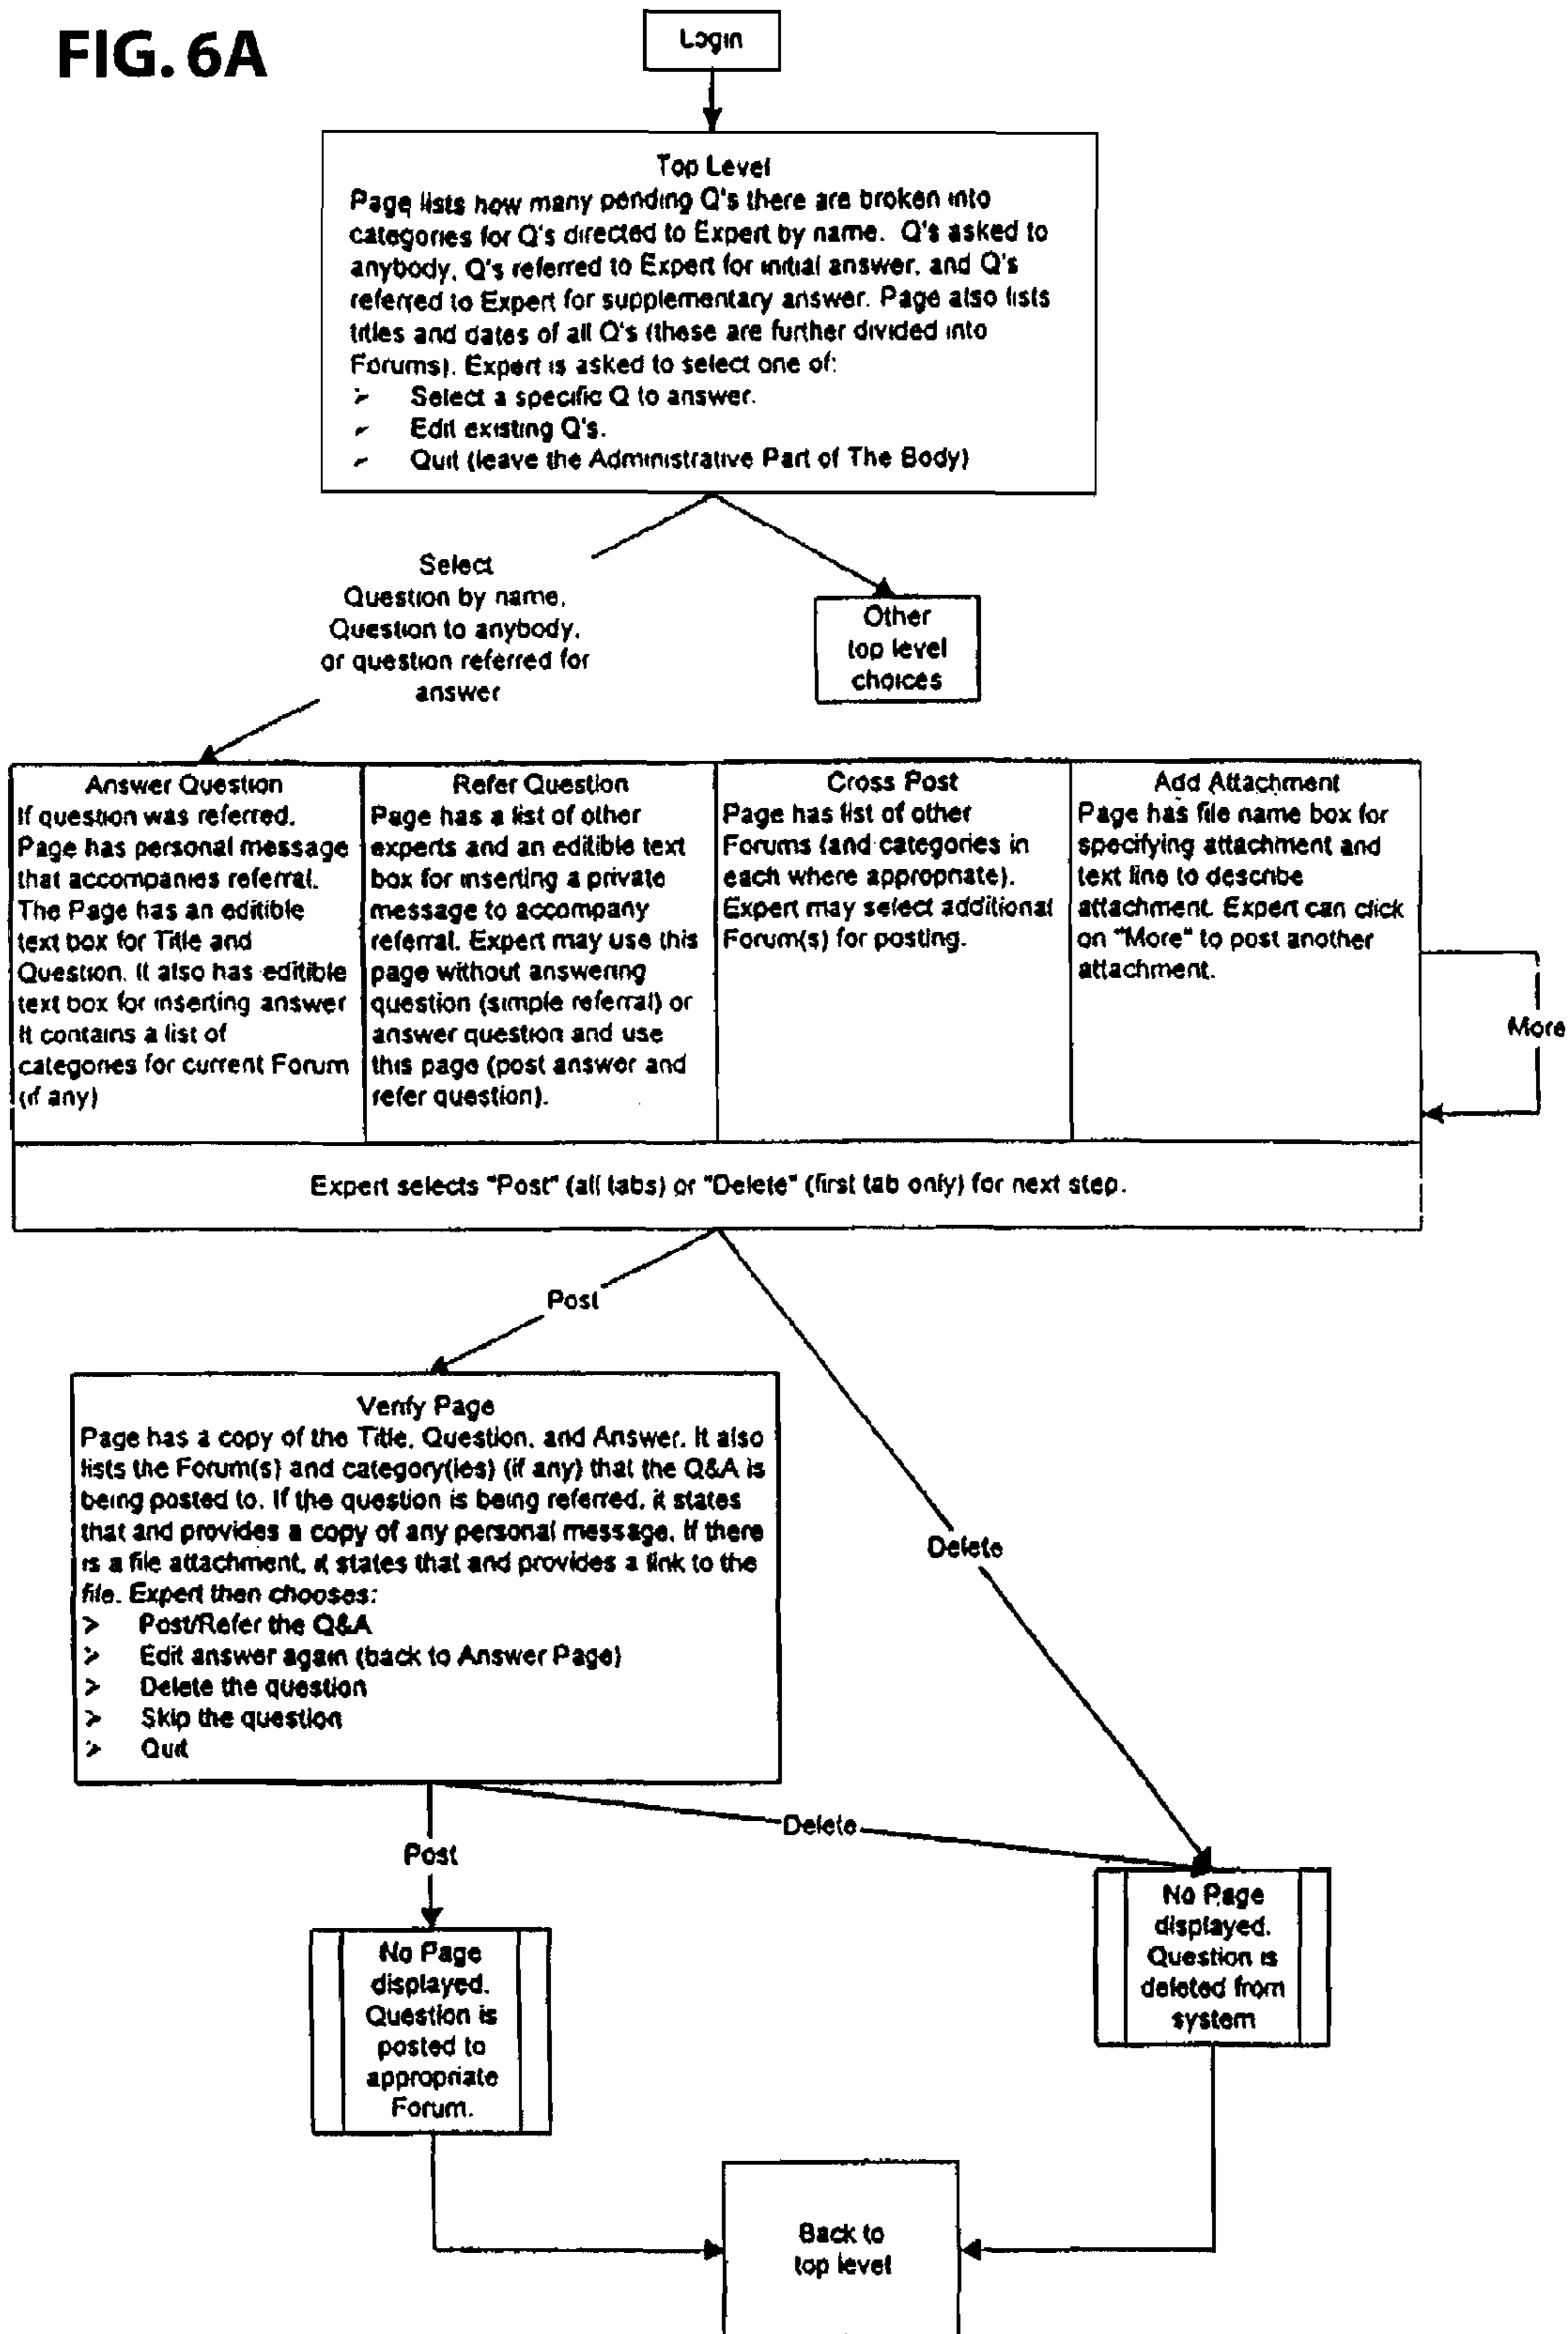 FIG. 6A
Login
Top Level
Page lists how many pending Q's there are broken into
categories for Q's directed to Expert by name. Q's asked to
anybody, Q's referred to Expert for initial answer, and Q's
referred to Expert for supplementary answer. Page also lists
titles and dates of all Q's (these are further divided into
Forums). Expert is asked to select one of:
> Select a specific Q to answer.
> Edit existing Q's.
> Quit (leave the Administrative Part of The Body)
Select
Question by name,
Question to anybody,
or question referred for
answer
Other
top level
choices
Answer Question
If question was referred,
Page has personal message
that accompanies referral.
The Page has an editible
text box for Title and
Question. It also has editible
text box for inserting answer
It contains a list of
categories for current Forum
(if any)
Refer Question
Page has a list of other
experts and an editible text
box for inserting a private
message to accompany
referral. Expert may use this
page without answering
question (simple referral) or
answer question and use
this page (post answer and
refer question).
Cross Post
Page has list of other
Forums (and categories in
each where appropriate).
Expert may select additional
Forum(s) for posting.
Add Attachment
Page has file name box for
specifying attachment and
text line to describe
attachment. Expert can click
on "More" to post another
attachment.
More
Expert selects "Post" (all tabs) or "Delete" (first tab only) for next step.
Post
Delete
Verify Page
Page has a copy of the Title, Question, and Answer. It also
lists the Forum(s) and category(ies) (if any) that the Q&A is
being posted to. If the question is being referred, it states
that and provides a copy of any personal message. If there
is a file attachment, it states that and provides a link to the
file. Expert then chooses:
> Post/Refer the Q&A
> Edit answer again (back to Answer Page)
> Delete the question
> Skip the question
> Quit
Delete
Post
No Page
displayed.
Question is
posted to
appropriate
Forum.
No Page
displayed.
Question is
deleted from
system
Back to
top level